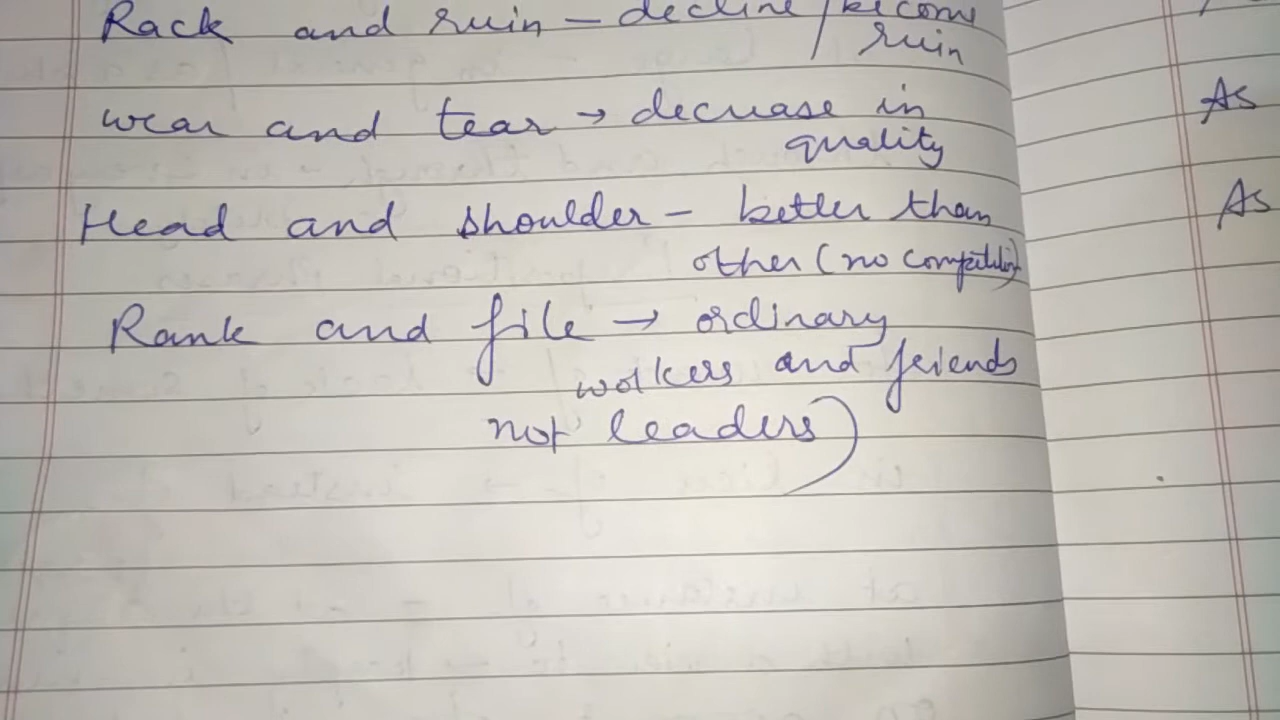 Rack and ruin – decline / become
ruin
wear and tear → decrease in
quality
Head and shoulder – better than
other (no competition)
Rank and file → ordinary
workers and friends
not leaders)
As
As